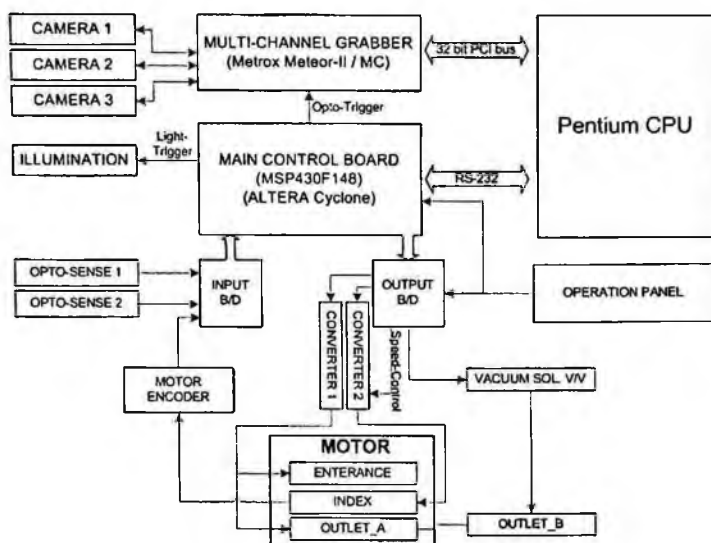 CAMERA 1
CAMERA 2
CAMERA 3
MULTI-CHANNEL GRABBER
(Metrox Meteor-II / MC)
32 bit PCI bus
Pentium CPU
Opto-Trigger
Light-
Trigger
ILLUMINATION
MAIN CONTROL BOARD
(MSP430F148)
(ALTERA Cyclone)
RS-232
OPTO-SENSE 1
OPTO-SENSE 2
INPUT
B/D
OUTPUT
B/D
OPERATION PANEL
CONVERTER 1
CONVERTER 2
Speed-Control
MOTOR
ENCODER
VACUUM SOL. V/V
MOTOR
ENTERANCE
INDEX
OUTLET_A
OUTLET_B